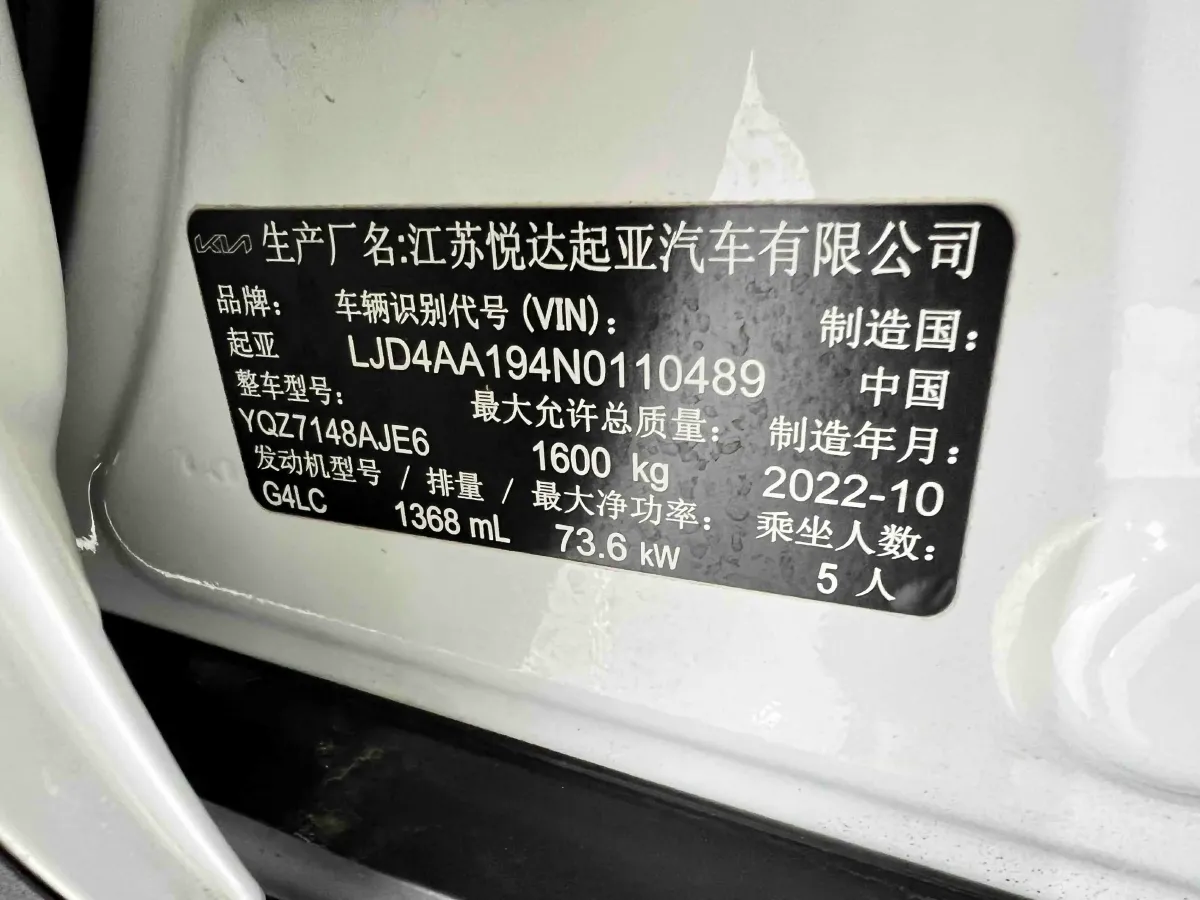 KIA 生产厂名:江苏悦达起亚汽车有限公司
品牌: 车辆识别代号 (VIN): 制造国:
起亚 LJD4AA194N0110489 中国
整车型号: 最大允许总质量: 制造年月:
YQZ7148AJE6 1600 kg 2022-10
发动机型号 / 排量 / 最大净功率: 乘坐人数:
G4LC 1368 mL 73.6 kW 5 人